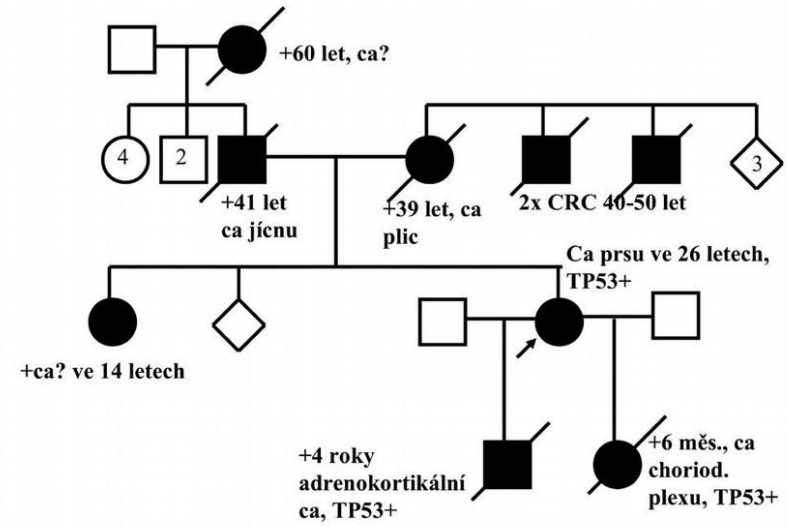 +60 let, ca?
4
2
3
+41 let
ca jícnu
+39 let, ca
plic
2x CRC 40-50 let
Ca prsu ve 26 letech,
TP53+
+ca? ve 14 letech
+4 roky
adrenokortikální
ca, TP53+
+6 měs., ca
choriod.
plexu, TP53+